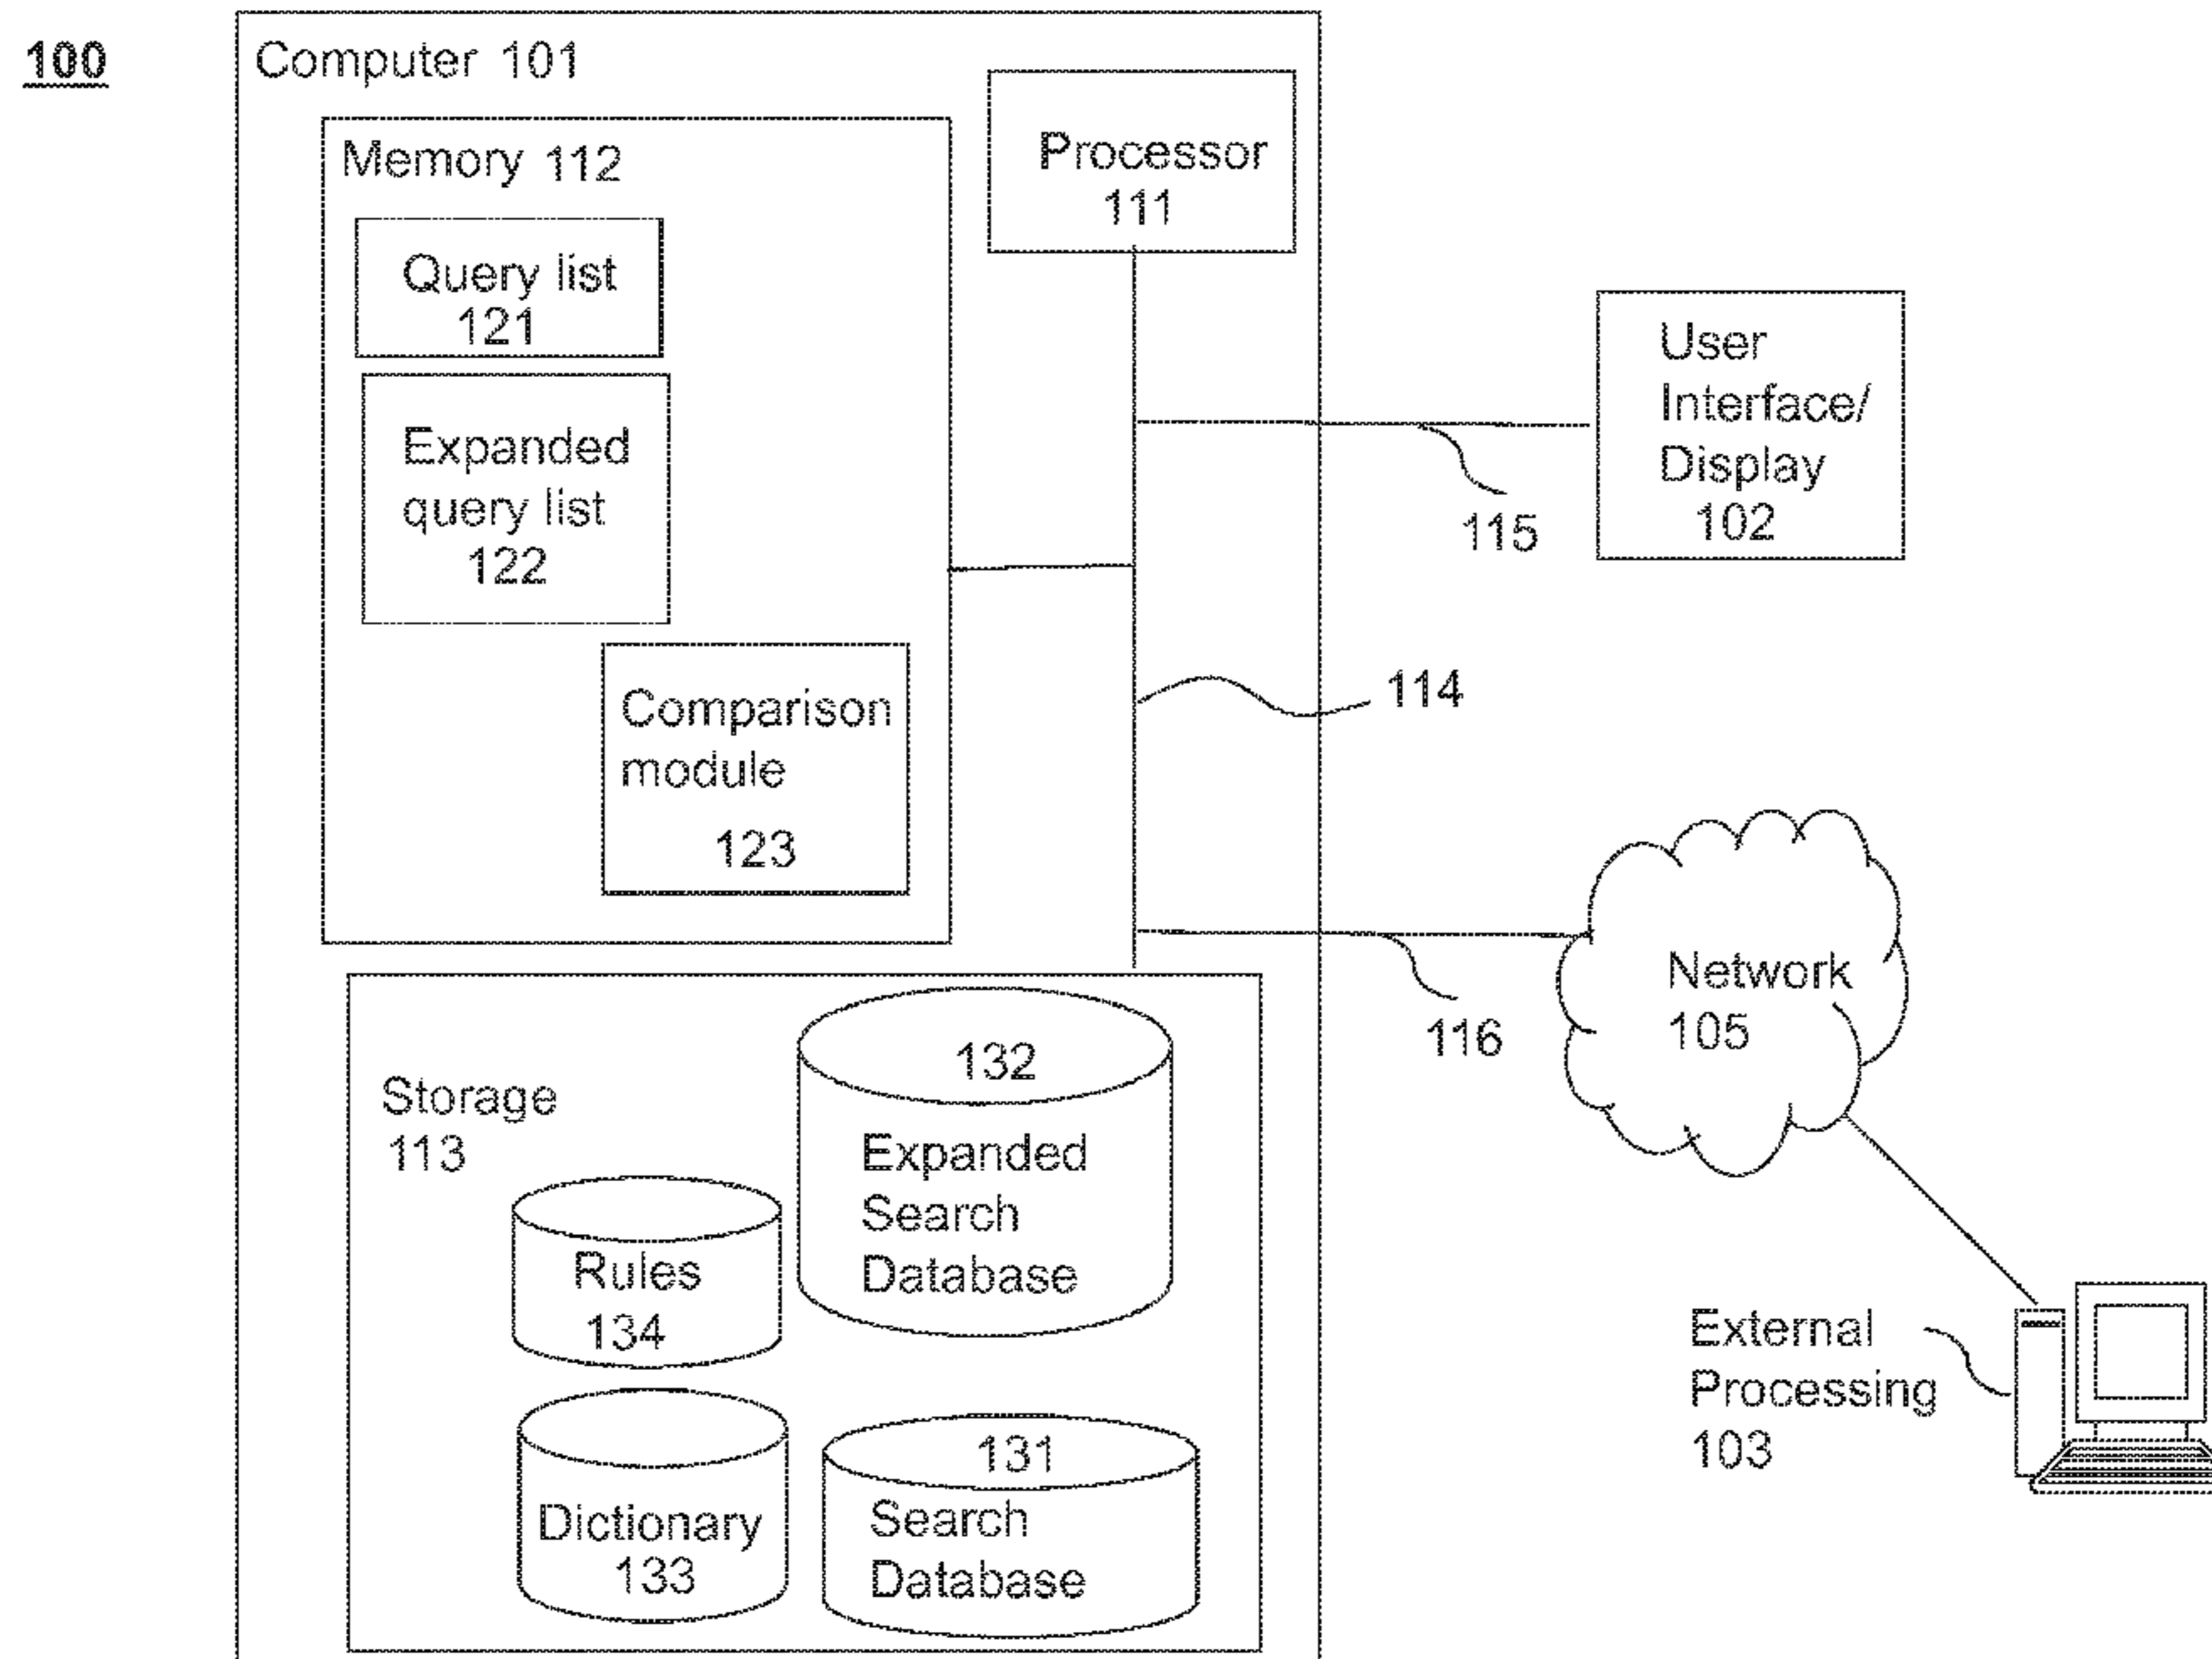 100
Computer 101
Memory 112
Processor
111
Query list
121
Expanded
query list
122
Comparison
module
123
User
Interface/
Display
102
115
114
Network
105
116
Storage
113
132
Expanded
Search
Database
Rules
134
Dictionary
133
131
Search
Database
External
Processing
103